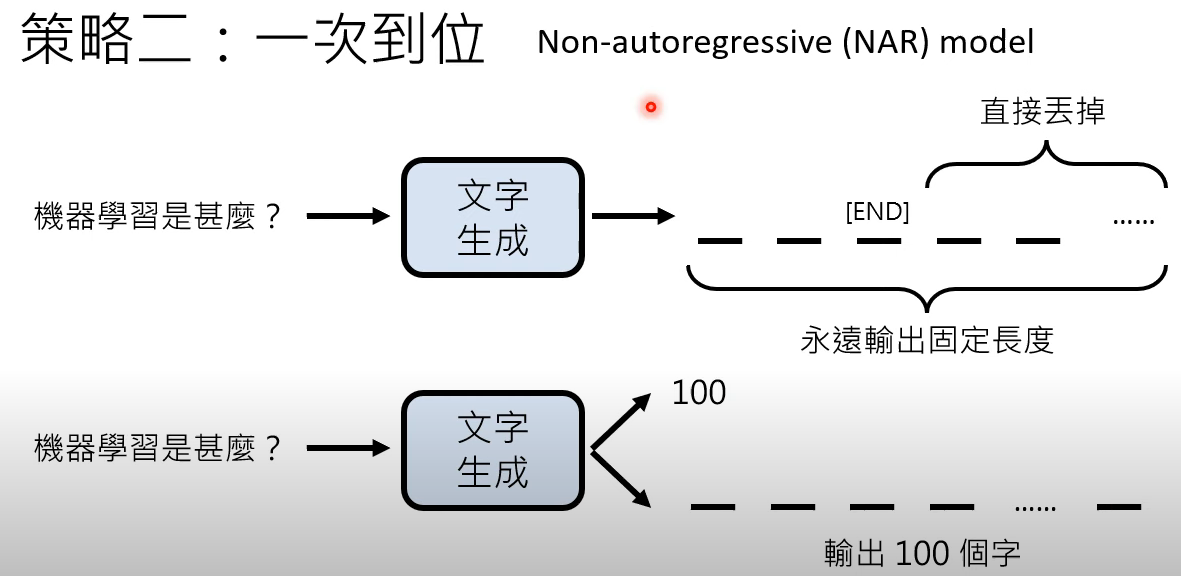 策略二：一次到位 Non-autoregressive (NAR) model
直接丟掉
機器學習是甚麼？
文字
生成
[END]
……
永遠輸出固定長度
機器學習是甚麼？
文字
生成
100
……
輸出 100 個字